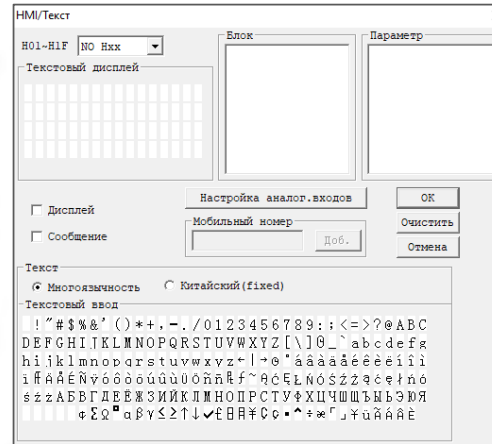 HMI/Текст
H01~H1F NO Hxx
Блок
Параметр
Текстовый дисплей
Дисплей
Сообщение
Настройка аналог.входов
Мобильный номер
Доб.
OK
Очистить
Отмена
Текст
Многоязычность
Китайский(fixed)
Текстовый ввод
!"#$%&'()*+,-./0123456789:;<=>?@ABC
DEFGHIJKLMNOPQRSTUVWXYZ[\]
abcdefg
hijklmnopqrstuvwxyz
АБВГДЕЁЖЗИЙКЛМНОПРСТУФХЦЧШЩЪЫЬЭЮЯ